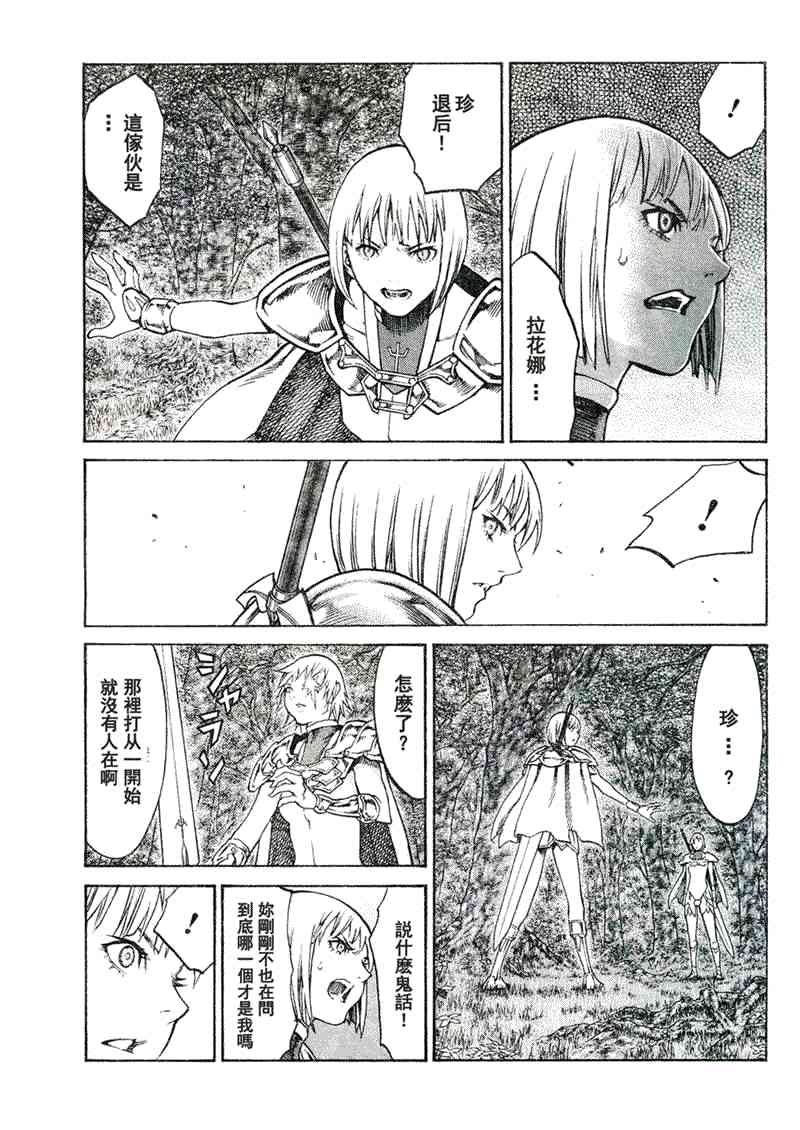 ！
拉花娜…
珍
退后！
這傢伙是
…
！
珍…？
怎麼了？
那裡打从一開始
就沒有人在啊
シャラン
説什麼鬼話！
妳剛剛不也在問
到底哪一個才是我嗎
！